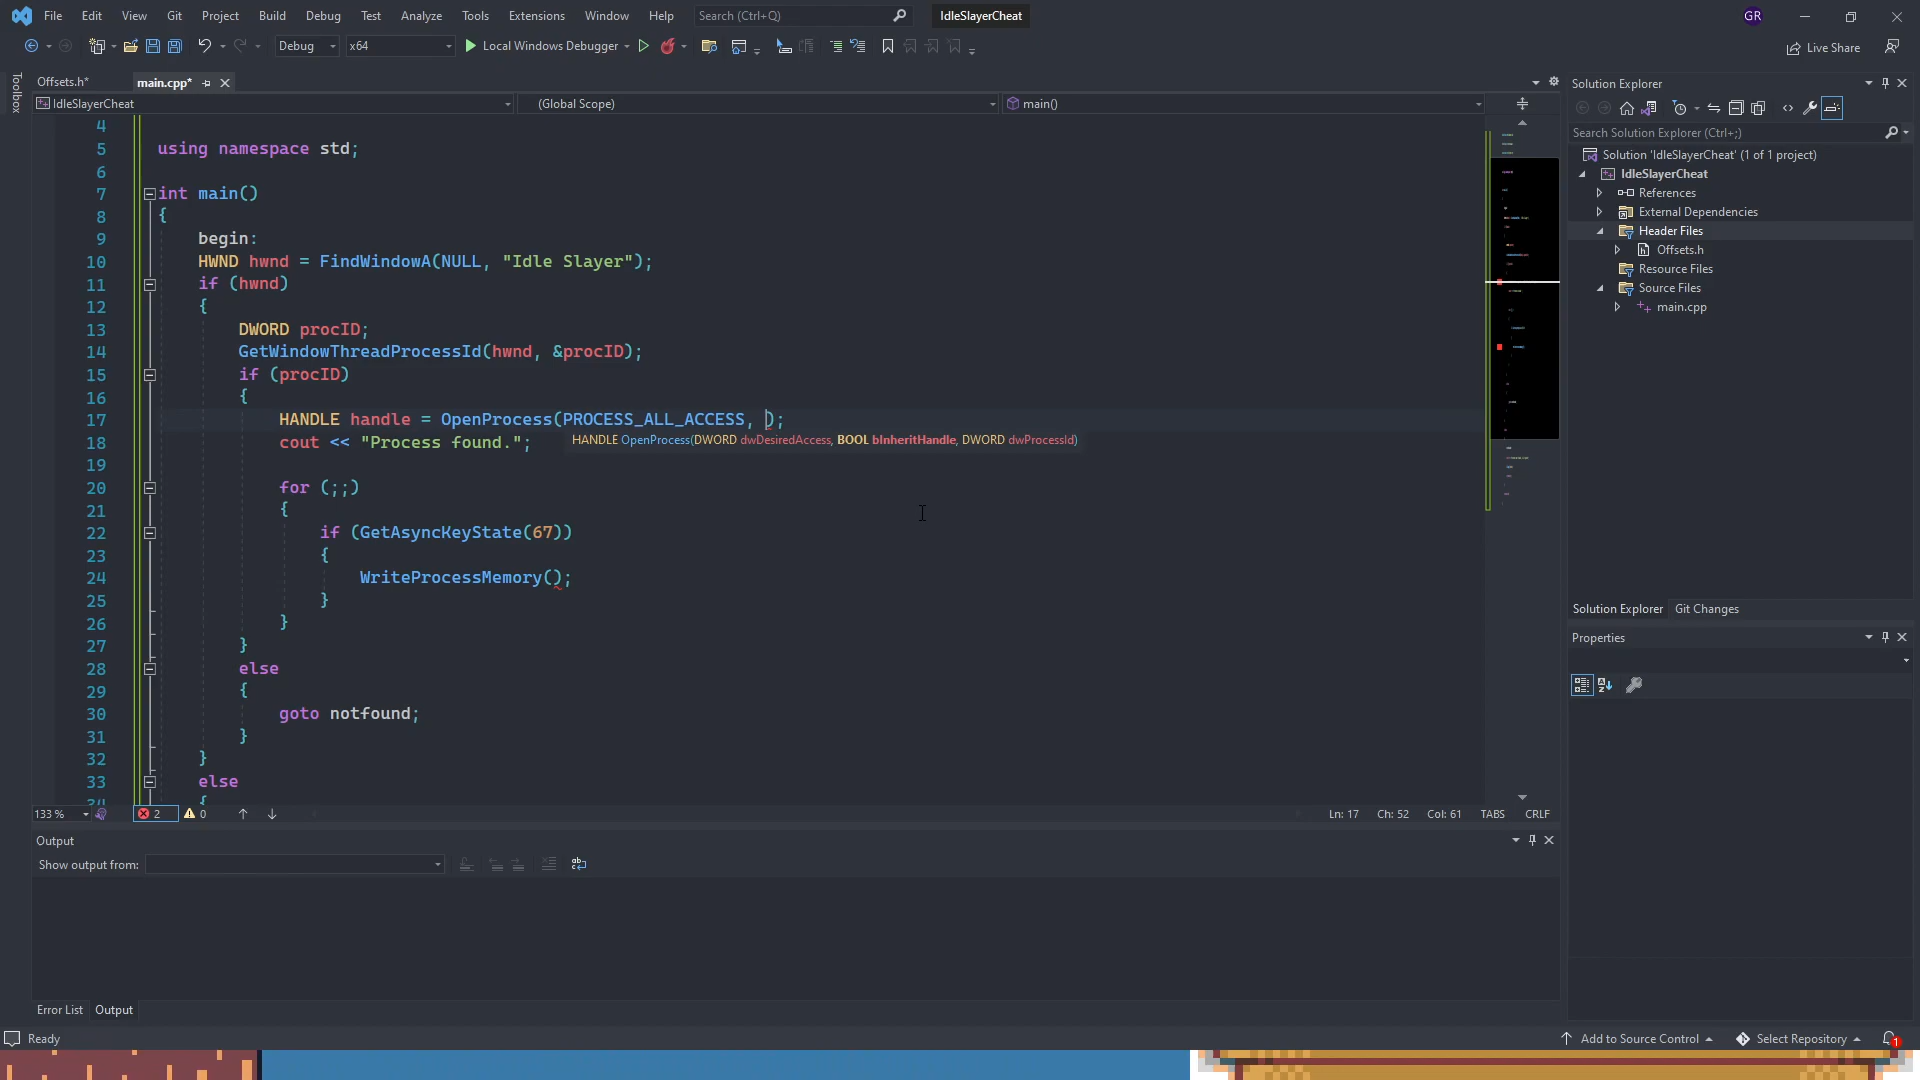 File Edit View Git Project Build Debug Test Analyze Tools Extensions Window Help Search (Ctrl+Q) IdleSlayerCheat GR
Debug x64 Local Windows Debugger Live Share
Toolbox
Offsets.h* main.cpp*
IdleSlayerCheat (Global Scope) main()
4
5 using namespace std;
6
7 int main()
8 {
9 begin:
10 HWND hwnd = FindWindowA(NULL, "Idle Slayer");
11 if (hwnd)
12 {
13 DWORD procID;
14 GetWindowThreadProcessId(hwnd, &procID);
15 if (procID)
16 {
17 HANDLE handle = OpenProcess(PROCESS_ALL_ACCESS, );
HANDLE OpenProcess(DWORD dwDesiredAccess, BOOL bInheritHandle, DWORD dwProcessId)
18 cout << "Process found.";
19
20 for (;;)
21 {
22 if (GetAsyncKeyState(67))
23 {
24 WriteProcessMemory();
25 }
26 }
27 }
28 else
29 {
30 goto notfound;
31 }
32 }
33 else
34 {
133 % 2 0 Ln: 17 Ch: 52 Col: 61 TABS CRLF
Output
Show output from:
Error List Output
Solution Explorer
Search Solution Explorer (Ctrl+;)
Solution 'IdleSlayerCheat' (1 of 1 project)
IdleSlayerCheat
References
External Dependencies
Header Files
Offsets.h
Resource Files
Source Files
main.cpp
Solution Explorer Git Changes
Properties
Ready Add to Source Control Select Repository 1